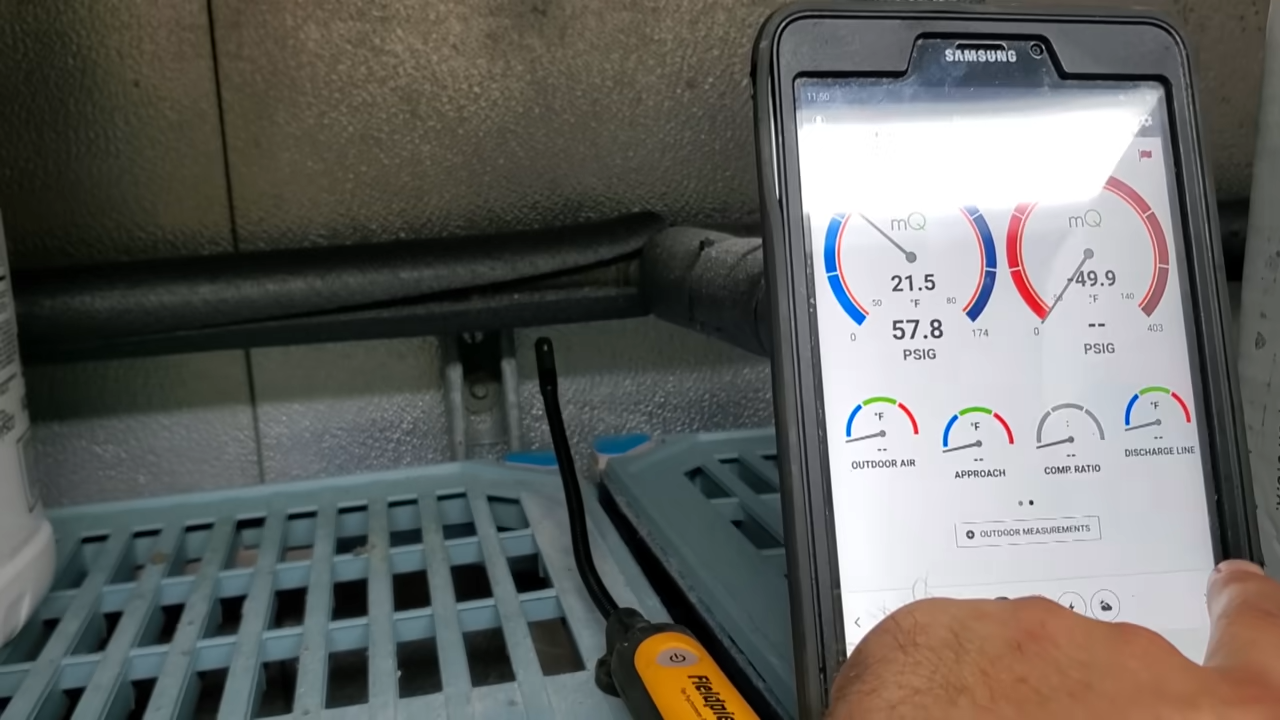 SAMSUNG
11:50
mQ
21.5
°F
50
80
57.8
0
174
PSIG
mQ
-49.9
°F
140
--
0
403
PSIG
°F
--
OUTDOOR AIR
°F
--
APPROACH
:
--
COMP. RATIO
°F
--
DISCHARGE LINE
OUTDOOR MEASUREMENTS